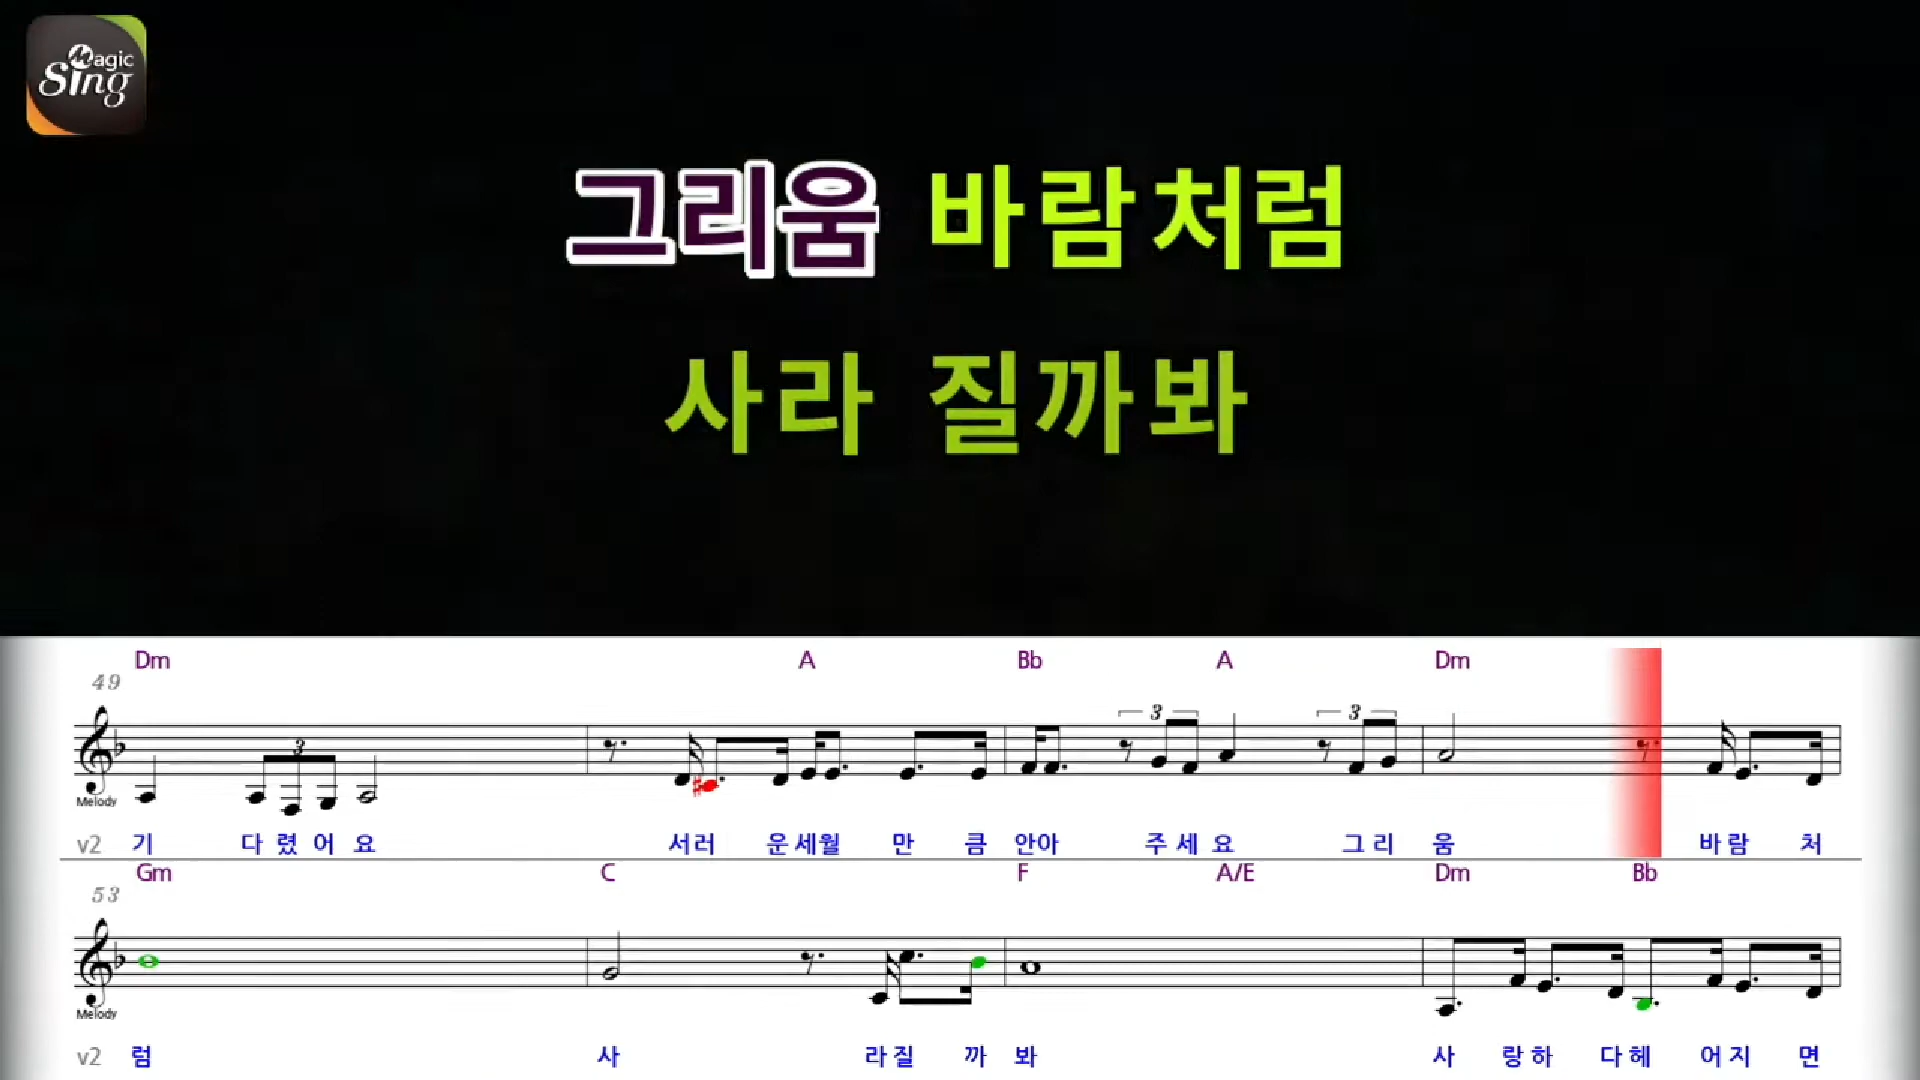 Magic
Sing
그리움 바람처럼
사라 질까봐
Dm A Bb A Dm
49
3 3 3
Melody
v2 기 다렸어요 서러 운세월 만 큼 안아 주세요 그리 움 바람 처
Gm C F A/E Dm Bb
53
Melody
v2 럼 사 라질 까 봐 사 랑하 다헤 어지 면